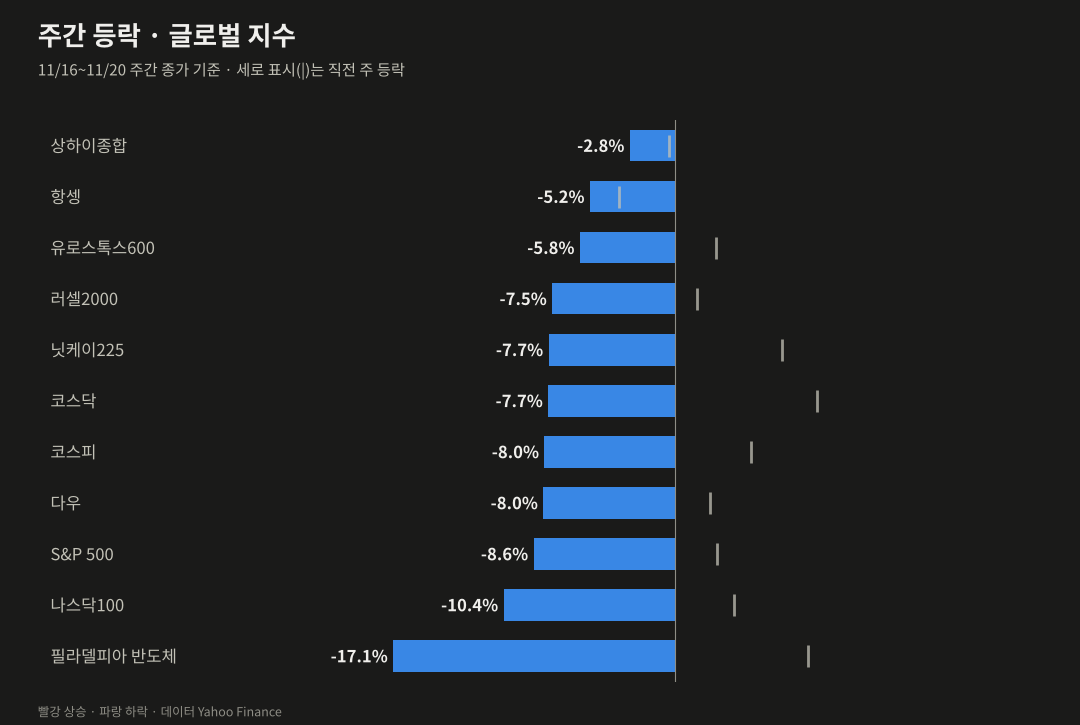 주간 등락 · 글로벌 지수
11/16~11/20 주간 종가 기준 · 세로 표시(|)는 직전 주 등락
상하이종합 -2.8%
항셍 -5.2%
유로스톡스600 -5.8%
러셀2000 -7.5%
닛케이225 -7.7%
코스닥 -7.7%
코스피 -8.0%
다우 -8.0%
S&P 500 -8.6%
나스닥100 -10.4%
필라델피아 반도체 -17.1%
빨강 상승 · 파랑 하락 · 데이터 Yahoo Finance